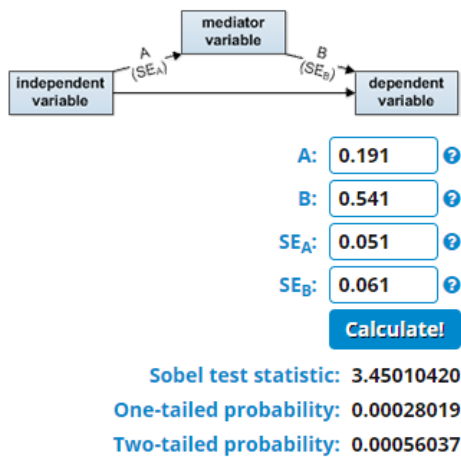 mediator
variable
A
(SEA)
B
(SEB)
independent
variable
dependent
variable
A: 0.191 ?
B: 0.541 ?
SEA: 0.051 ?
SEB: 0.061 ?
Calculate!
Sobel test statistic: 3.45010420
One-tailed probability: 0.00028019
Two-tailed probability: 0.00056037